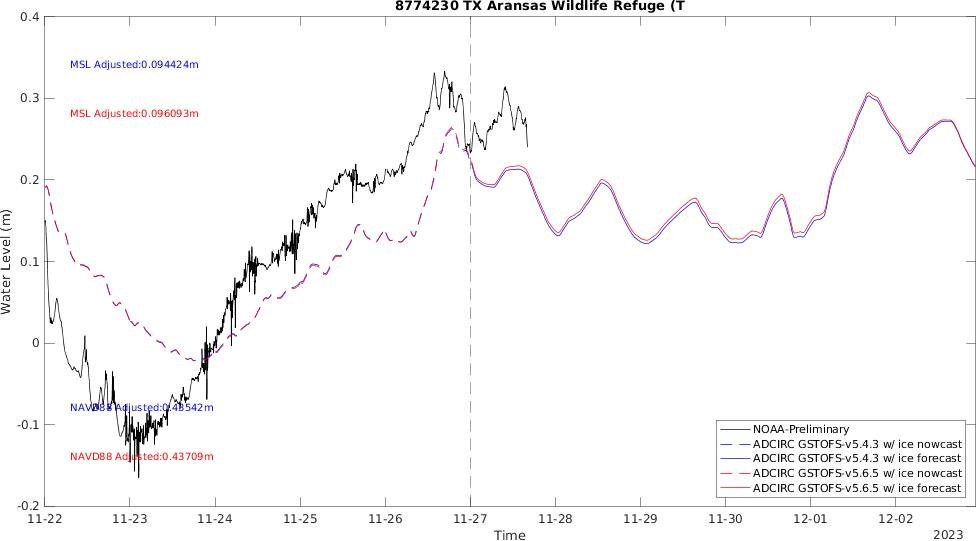 8774230 TX Aransas Wildlife Refuge (T
0.4
MSL Adjusted:0.094424m
0.3
MSL Adjusted:0.096093m
0.2
Water Level (m)
0.1
0
NAVD88 Adjusted:0.43542m
-0.1
NAVD88 Adjusted:0.43709m
NOAA-Preliminary
ADCIRC GSTOFS-v5.4.3 w/ ice nowcast
ADCIRC GSTOFS-v5.4.3 w/ ice forecast
ADCIRC GSTOFS-v5.6.5 w/ ice nowcast
ADCIRC GSTOFS-v5.6.5 w/ ice forecast
-0.2
11-22 11-23 11-24 11-25 11-26 11-27 11-28 11-29 11-30 12-01 12-02
Time
2023